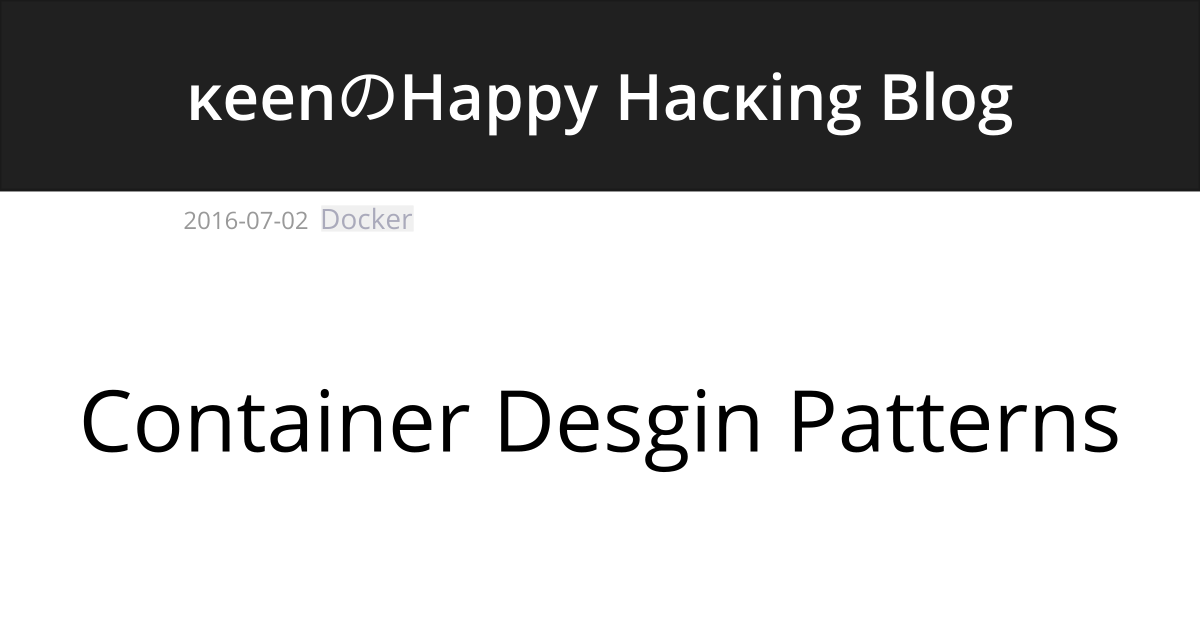 κeenのHappy Hacκing Blog
2016-07-02 Docker
Container Desgin Patterns